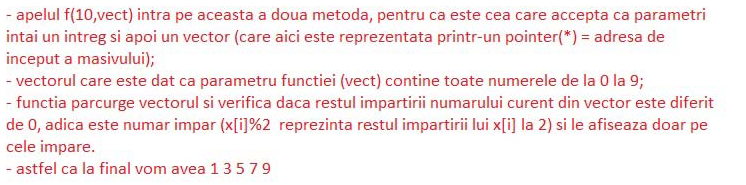 - apelul f(10,vect) intra pe aceasta a doua metoda, pentru ca este cea care accepta ca parametri
intai un intreg si apoi un vector (care aici este reprezentata printr-un pointer(*) = adresa de
inceput a masivului);
- vectorul care este dat ca parametru functiei (vect) contine toate numerele de la 0 la 9;
- functia parcurge vectorul si verifica daca restul impartirii numarului curent din vector este diferit
de 0, adica este numar impar (x[i]%2 reprezinta restul impartirii lui x[i] la 2) si le afiseaza doar pe
cele impare.
- astfel ca la final vom avea 1 3 5 7 9